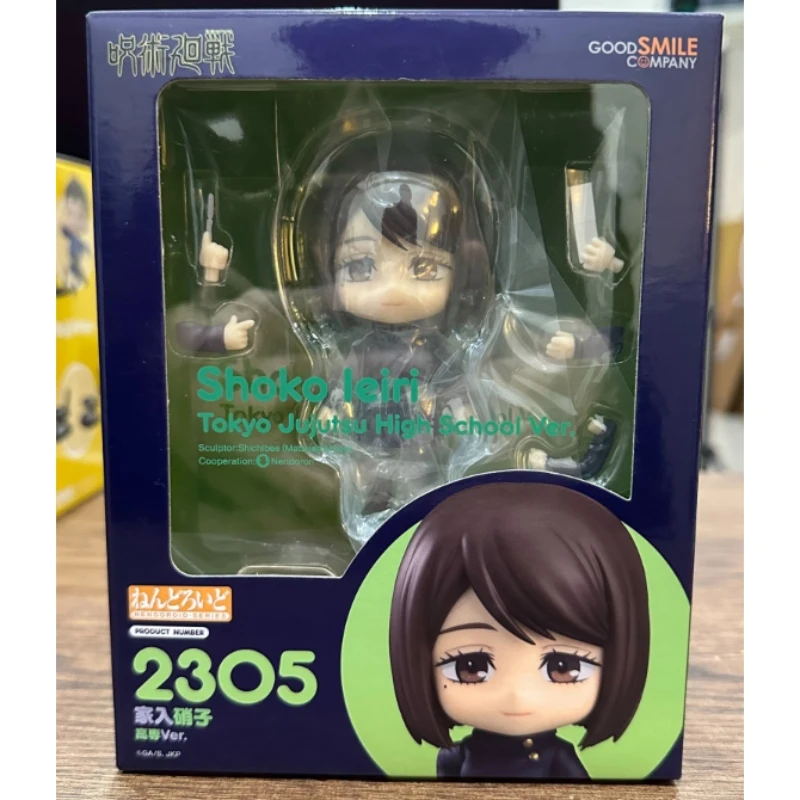 呪術廻戦
GOOD SMILE
COMPANY
Shoko Ieiri
Tokyo Jujutsu High School Ver.
Sculptor:Shichibee
Cooperation: Nendoron
ねんどろいど
NENDOROID SERIES
PRODUCT NUMBER
2305
家入硝子
高専Ver.
©GA/S, JKP